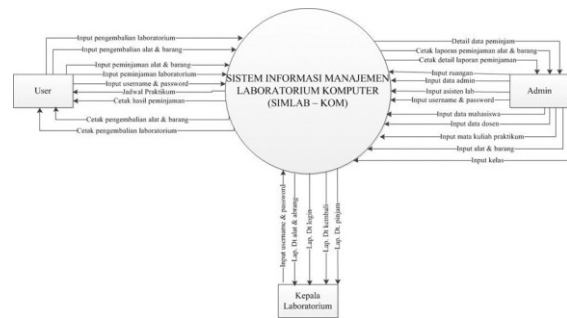 Input pengembalian laboratorium
Input pengembalian alat & barang
Input peminjaman alat & barang
Input peminjaman laboratorium
Input username & password
Jadwal Praktikum
Cetak hasil peminjaman
Cetak pengembalian alat & barang
Cetak pengembalian laboratorium
User
SISTEM INFORMASI MANAJEMEN
LABORATORIUM KOMPUTER
(SIMLAB – KOM)
Detail data peminjam
Cetak laporan peminjaman alat & barang
Cetak detail laporan peminjaman
Input ruangan
Input data admin
Input asisten lab
Input username & password
Input data mahasiswa
Input data dosen
Input mata kuliah praktikum
Input alat & barang
Input kelas
Admin
Input username & password
Lap. Dt alat & abrang
Lap. Dt login
Lap. Dt kembali
Lap. Dt. pinjam
Kepala
Laboratorium